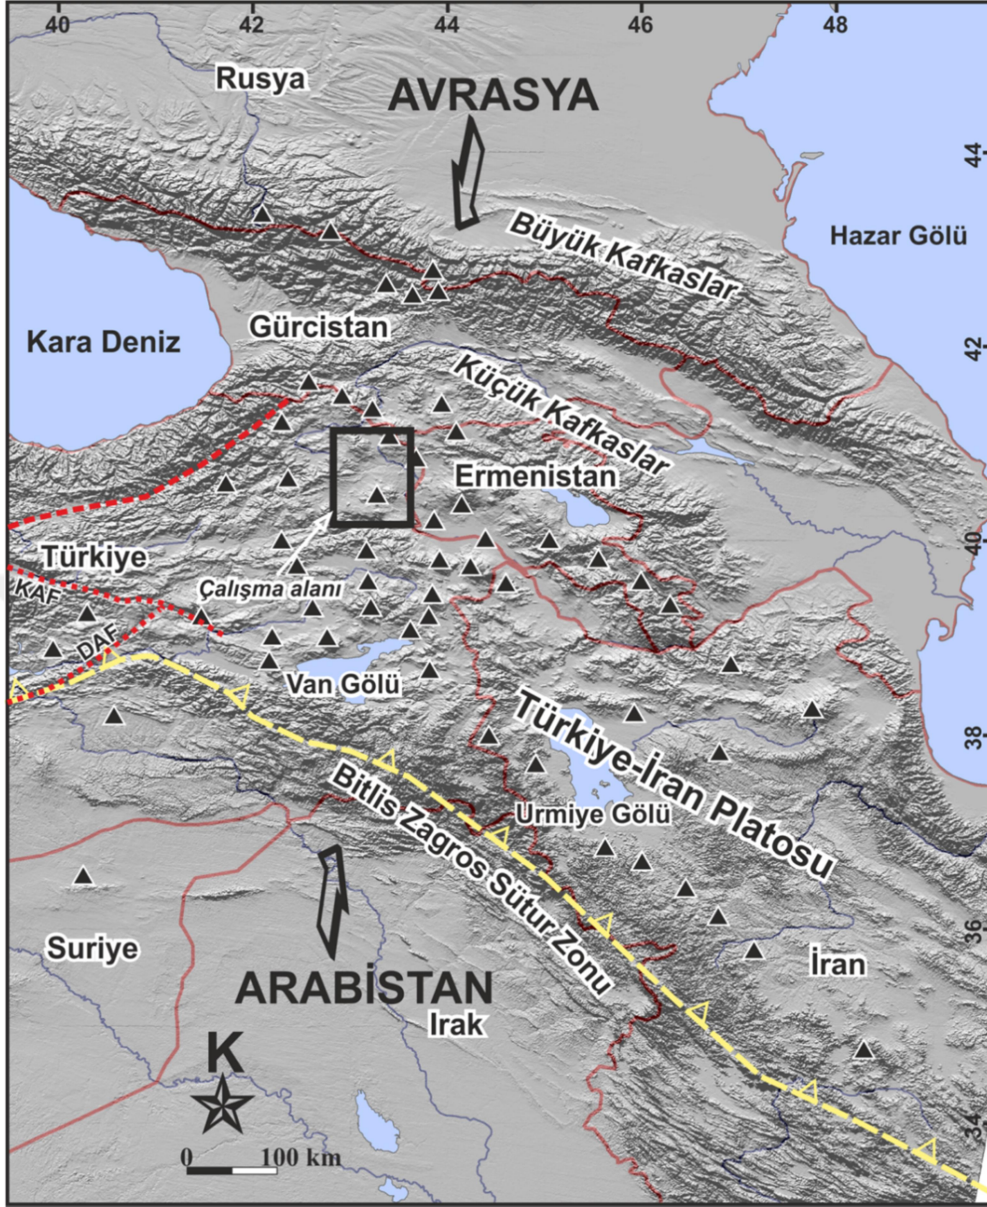 40 42 44 46 48
Rusya
AVRASYA
44
Büyük Kafkaslar
Hazar Gölü
Gürcistan
Kara Deniz
42
Küçük Kafkaslar
Ermenistan
40
Türkiye
Çalışma alanı
KAF
DAF
Van Gölü
38
Türkiye-İran Platosu
Urmiye Gölü
Bitlis Zagros Sütur Zonu
36
Suriye
İran
ARABİSTAN
Irak
K
34
0 100 km